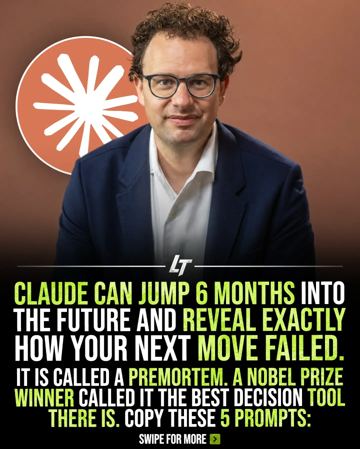 LT
CLAUDE CAN JUMP 6 MONTHS INTO
THE FUTURE AND REVEAL EXACTLY
HOW YOUR NEXT MOVE FAILED.
IT IS CALLED A PREMORTEM. A NOBEL PRIZE
WINNER CALLED IT THE BEST DECISION TOOL
THERE IS. COPY THESE 5 PROMPTS:
SWIPE FOR MORE >